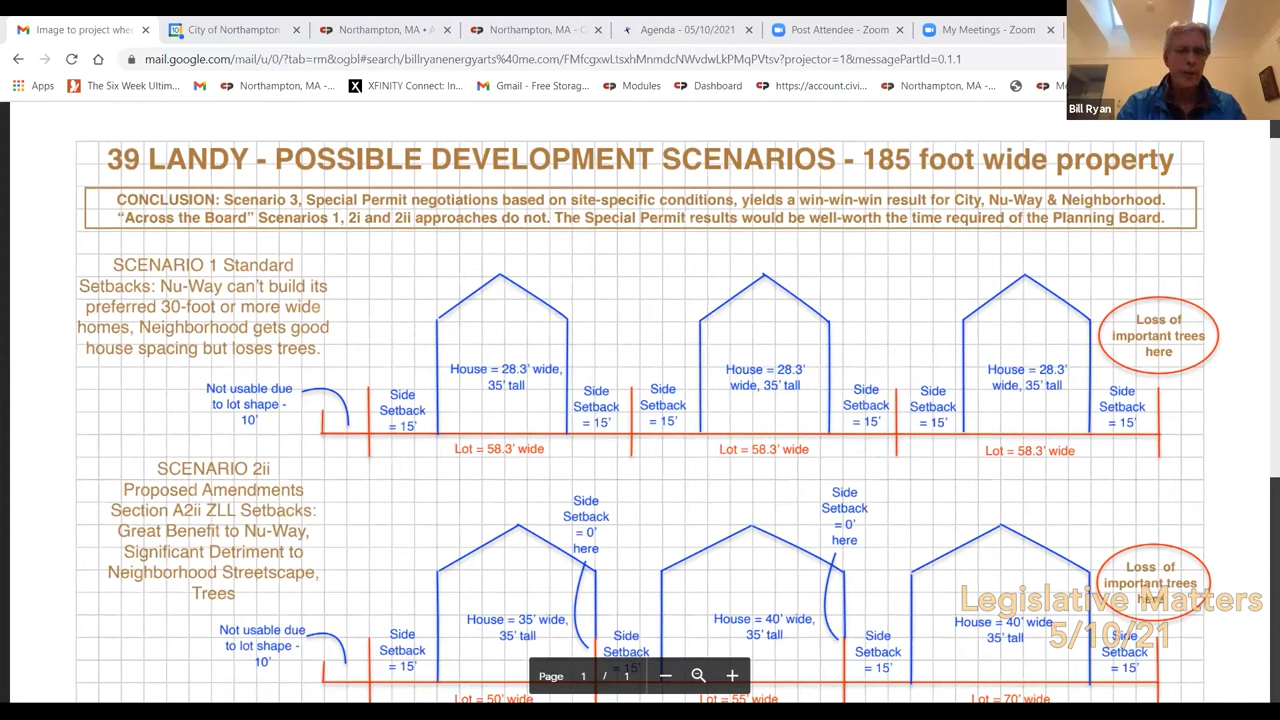 Image to project whe
City of Northampton
Northampton, MA • A
Northampton, MA - C
Agenda - 05/10/2021
Post Attendee - Zoom
My Meetings - Zoom
mail.google.com/mail/u/0/?tab=rm&ogbl#search/billryanenergyarts%40me.com/FMfcgxwLtsxhMnmdcNWvdwLkPMqPVtsv?projector=1&messagePartId=0.1.1
Apps
The Six Week Ultim...
Northampton, MA -...
XFINITY Connect: In...
Gmail - Free Storag...
Modules
Dashboard
https://account.civi...
Northampton, MA -...
Bill Ryan
39 LANDY - POSSIBLE DEVELOPMENT SCENARIOS - 185 foot wide property
CONCLUSION: Scenario 3, Special Permit negotiations based on site-specific conditions, yields a win-win-win result for City, Nu-Way & Neighborhood.
“Across the Board” Scenarios 1, 2i and 2ii approaches do not. The Special Permit results would be well-worth the time required of the Planning Board.
SCENARIO 1 Standard
Setbacks: Nu-Way can’t build its
preferred 30-foot or more wide
homes, Neighborhood gets good
house spacing but loses trees.
Not usable due
to lot shape -
10’
Side
Setback
= 15’
House = 28.3’ wide,
35’ tall
Side
Setback
= 15’
Side
Setback
= 15’
House = 28.3’
wide, 35’ tall
Side
Setback
= 15’
Side
Setback
= 15’
House = 28.3’
wide, 35’ tall
Side
Setback
= 15’
Loss of
important trees
here
Lot = 58.3’ wide
Lot = 58.3’ wide
Lot = 58.3’ wide
SCENARIO 2ii
Proposed Amendments
Section A2ii ZLL Setbacks:
Great Benefit to Nu-Way,
Significant Detriment to
Neighborhood Streetscape,
Trees
Not usable due
to lot shape -
10’
Side
Setback
= 15’
House = 35’ wide,
35’ tall
Side
Setback
= 0’
here
Side
Setback
= 15’
House = 40’ wide,
35’ tall
Side
Setback
= 0’
here
Side
Setback
= 15’
House = 40’ wide,
35’ tall
Side
Setback
= 15’
Loss of
important trees
here
Lot = 50’ wide
Lot = 55’ wide
Lot = 70’ wide
Page 1 / 1
Legislative Matters
5/10/21